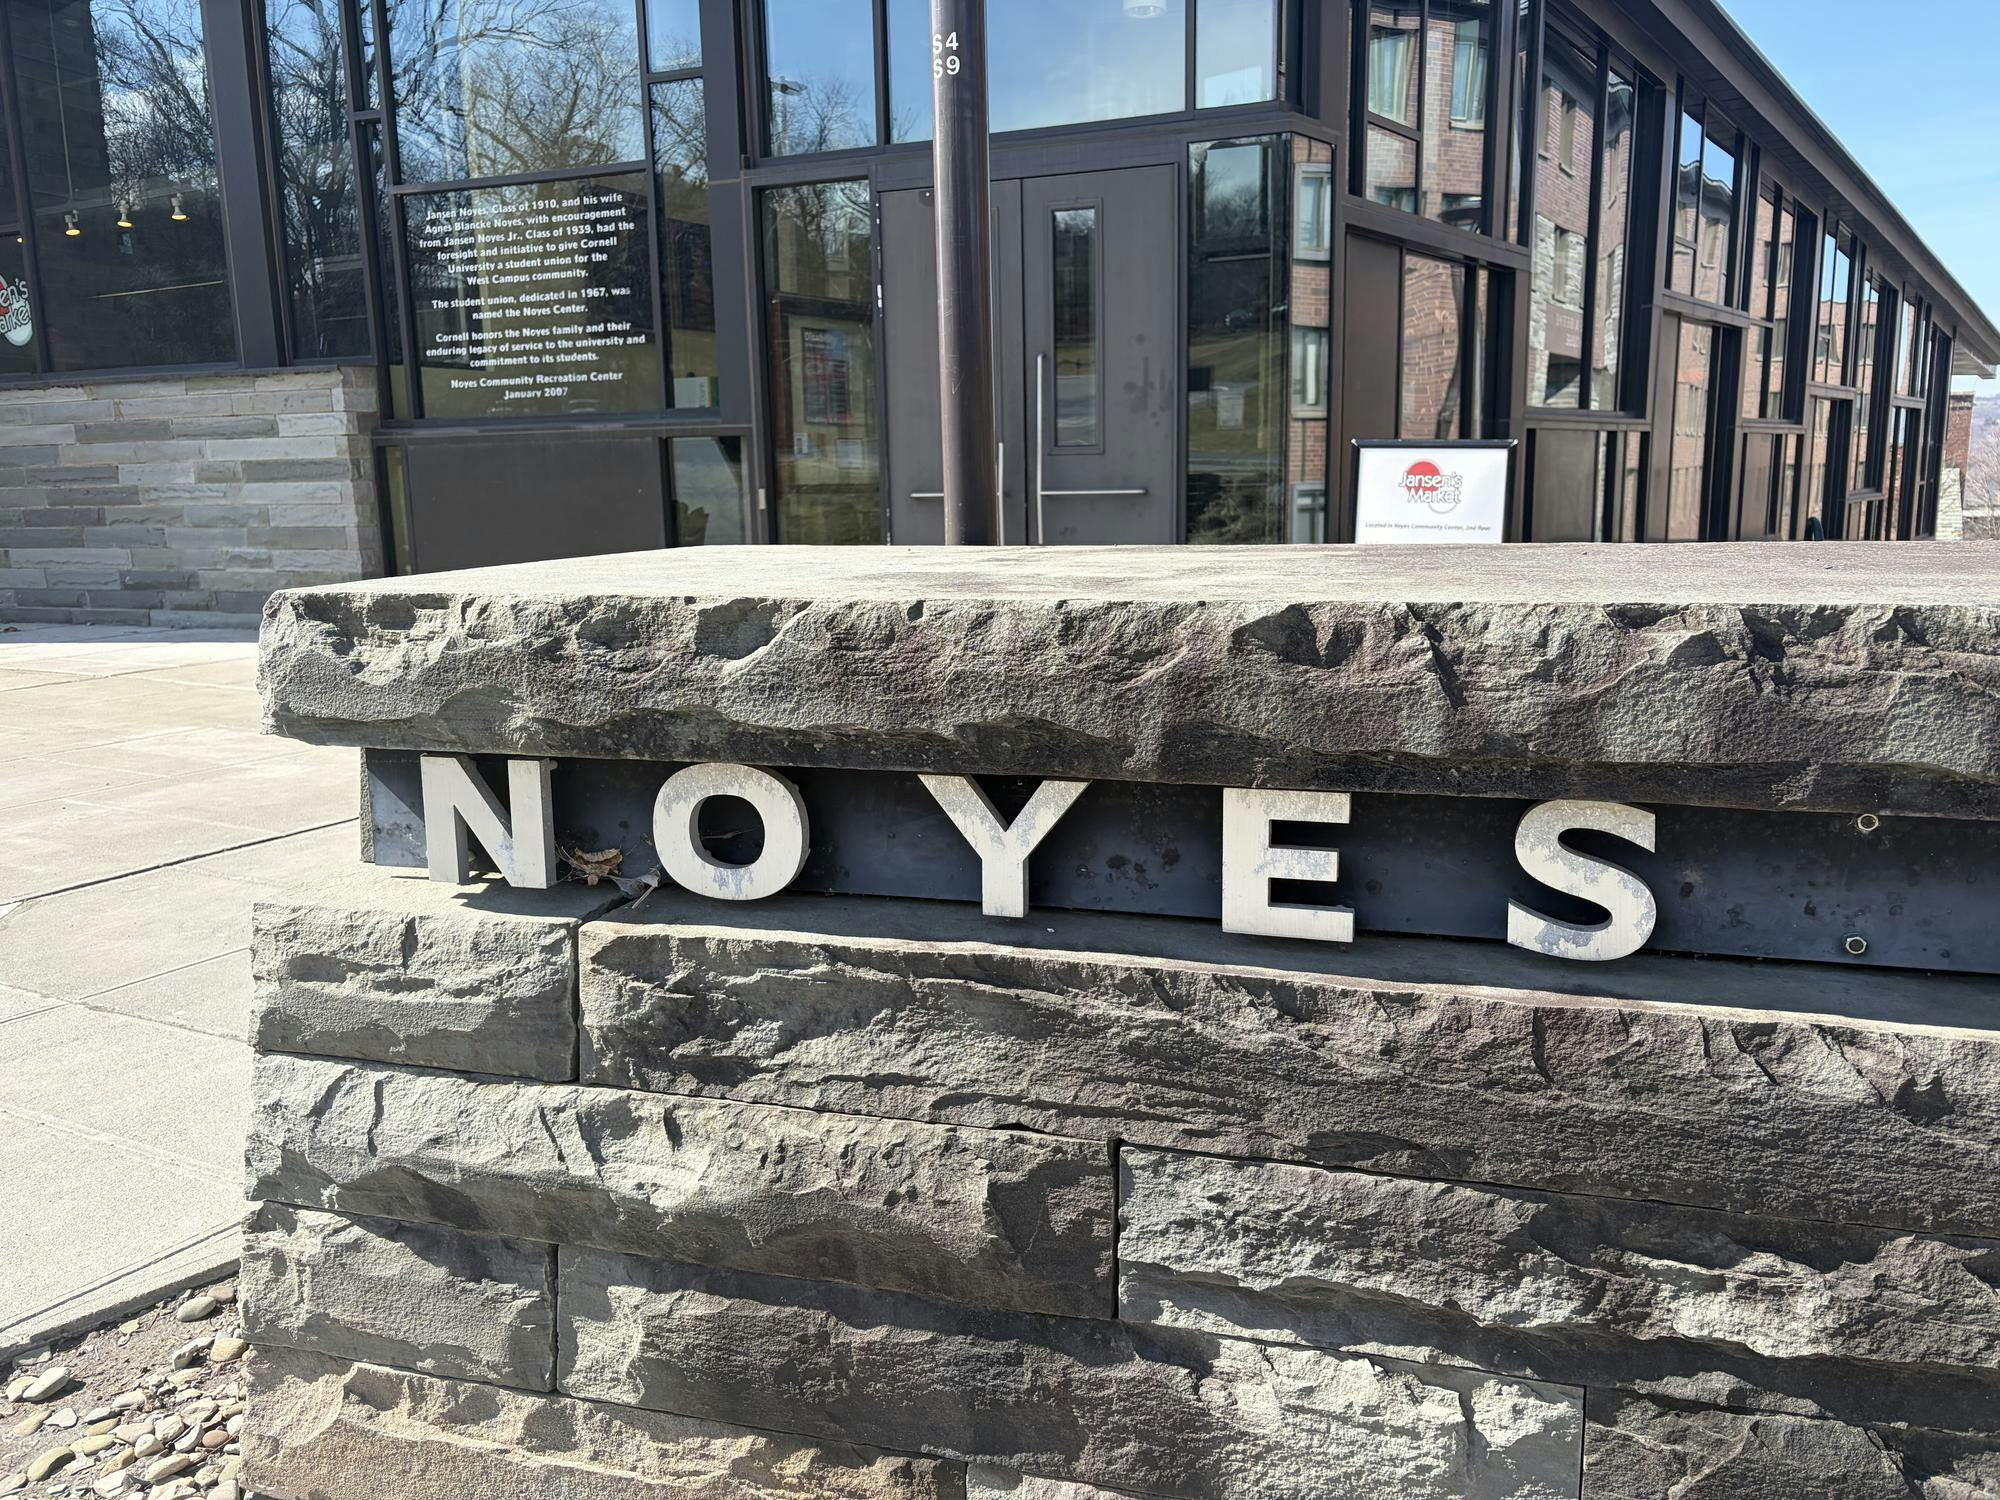 S4
S9
Jansen Noyes, Class of 1910, and his wife
Agnes Blancke Noyes, with encouragement
from Jansen Noyes Jr., Class of 1939, had the
foresight and initiative to give Cornell
University a student union for the
West Campus community.
The student union, dedicated in 1967, was
named the Noyes Center.
Cornell honors the Noyes family and their
enduring legacy of service to the university and
commitment to its students.
Noyes Community Recreation Center
January 2007
Jansen's
Market
Located in Noyes Community Center, 2nd floor
NOYES